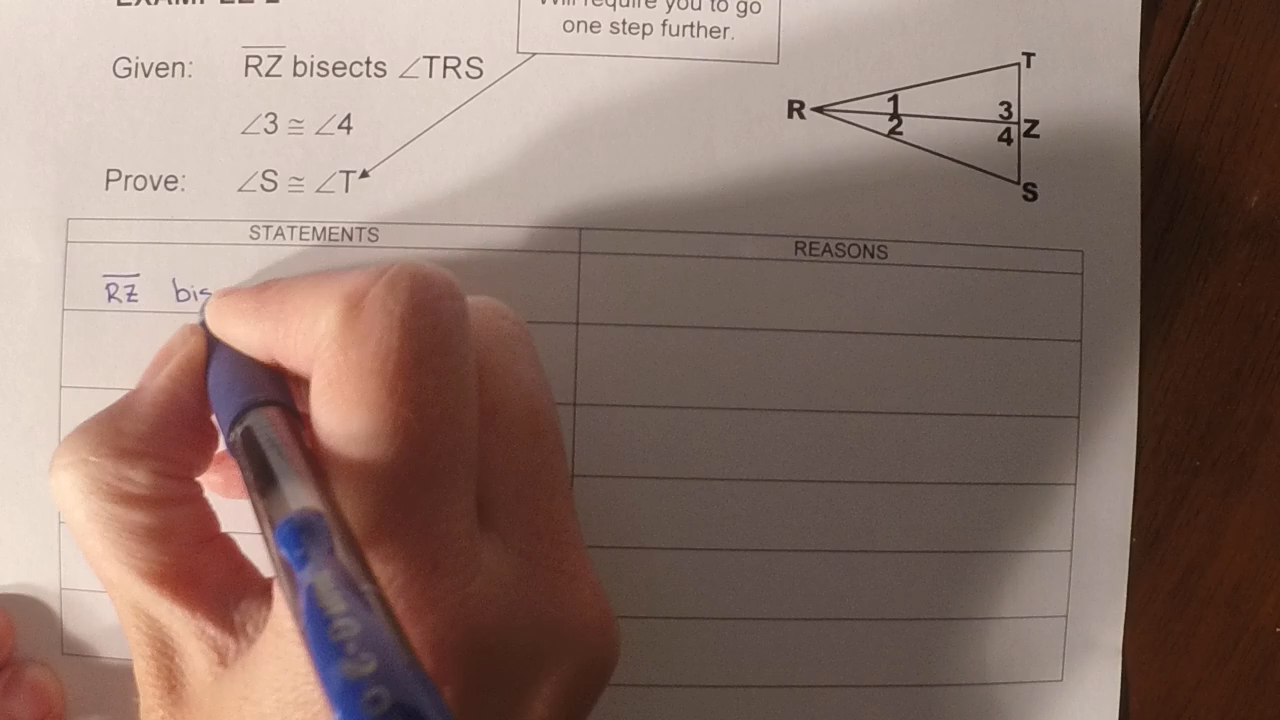 will require you to go
one step further.
Given: RZ bisects ∠TRS
∠3 ≅ ∠4
Prove: ∠S ≅ ∠T
T
R
1
2
3
4
Z
S
STATEMENTS
REASONS
RZ bis